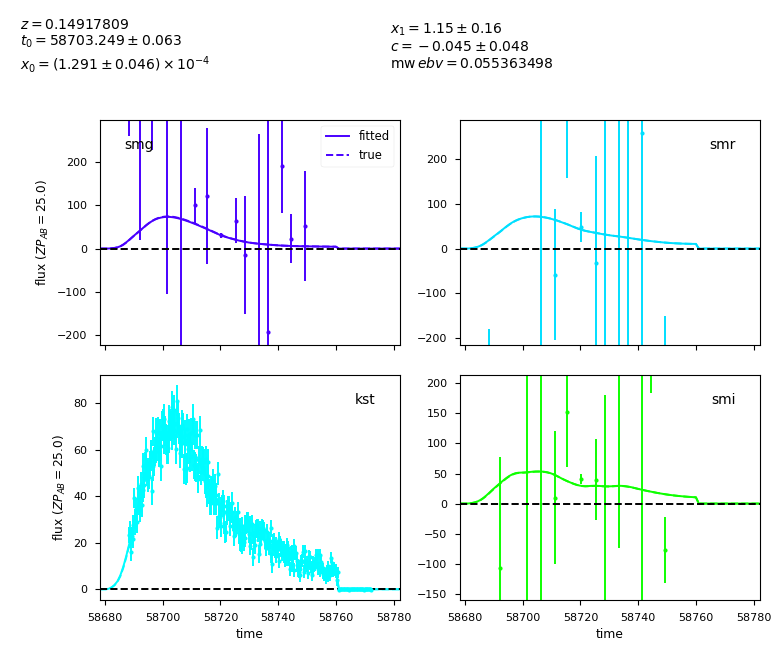 z = 0.14917809
t₀ = 58703.249 ± 0.063
x₀ = (1.291 ± 0.046) × 10⁻⁴
x₁ = 1.15 ± 0.16
c = −0.045 ± 0.048
mw ebv = 0.055363498
smg
fitted
true
200
100
0
−100
−200
flux (ZP_AB = 25.0)
smr
200
100
0
−100
−200
kst
80
60
40
20
0
flux (ZP_AB = 25.0)
58680 58700 58720 58740 58760 58780
time
smi
200
150
100
50
0
−50
−100
−150
58680 58700 58720 58740 58760 58780
time